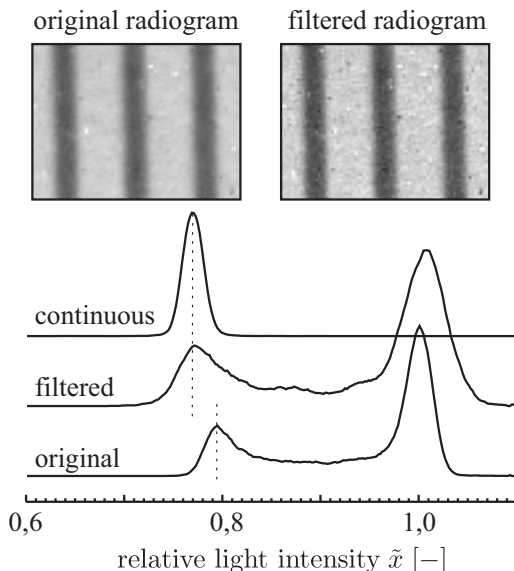 original radiogram
filtered radiogram
continuous
filtered
original
0,6
0,8
1,0
relative light intensity x̃ [−]